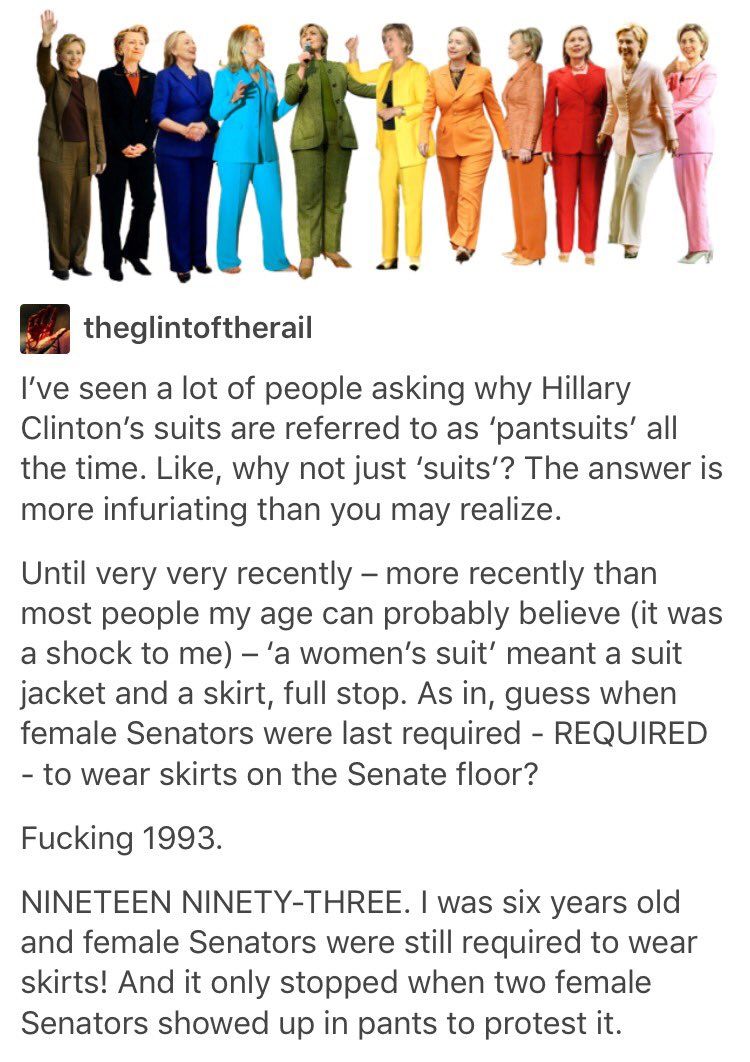 theglintoftherail
I’ve seen a lot of people asking why Hillary
Clinton’s suits are referred to as ‘pantsuits’ all
the time. Like, why not just ‘suits’? The answer is
more infuriating than you may realize.
Until very very recently – more recently than
most people my age can probably believe (it was
a shock to me) – ‘a women’s suit’ meant a suit
jacket and a skirt, full stop. As in, guess when
female Senators were last required - REQUIRED
- to wear skirts on the Senate floor?
Fucking 1993.
NINETEEN NINETY-THREE. I was six years old
and female Senators were still required to wear
skirts! And it only stopped when two female
Senators showed up in pants to protest it.